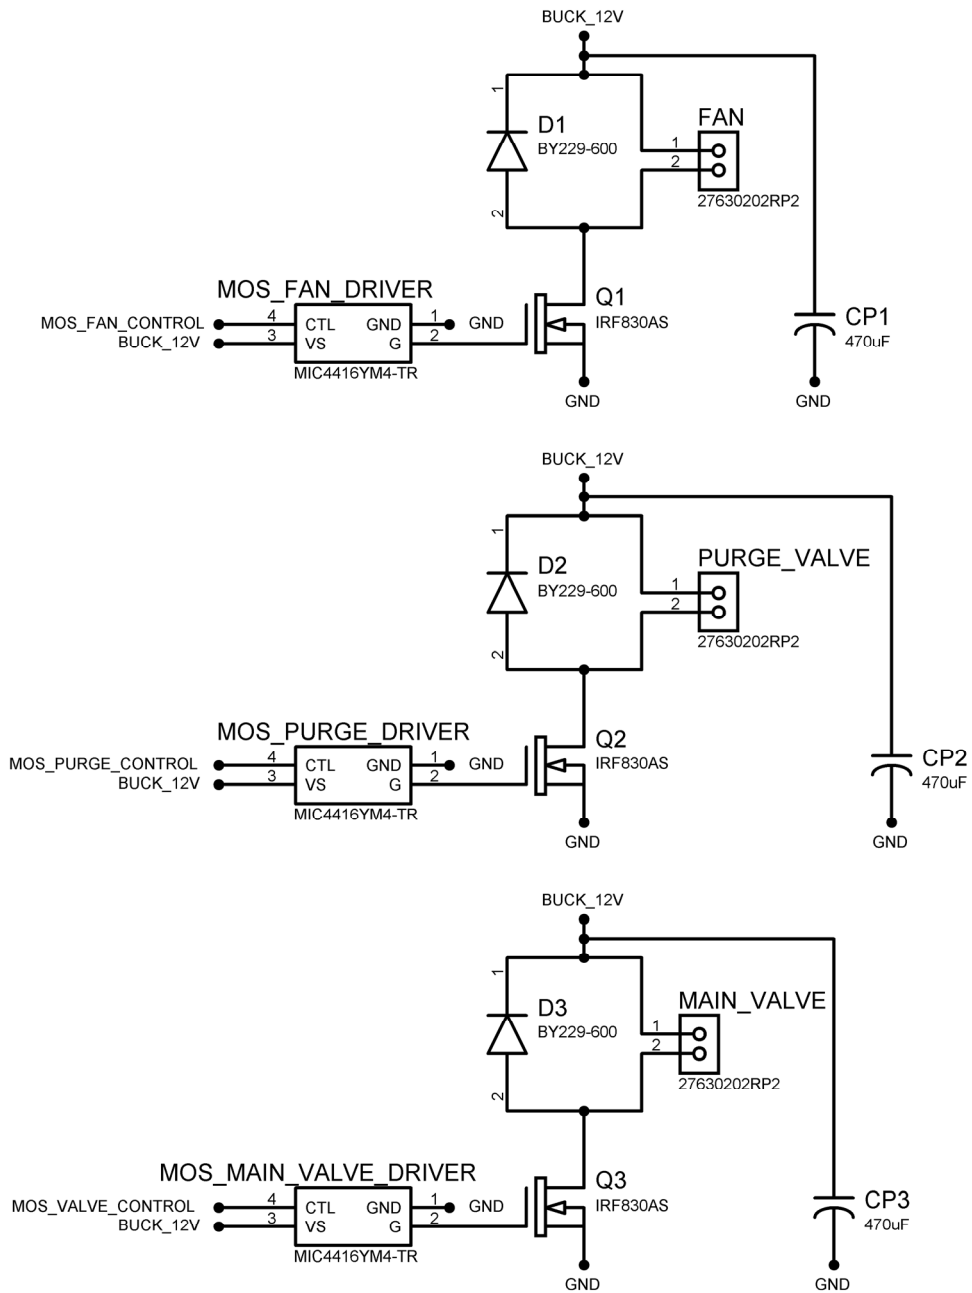 BUCK_12V
1
D1
BY229-600
2
FAN
1
2
27630202RP2
MOS_FAN_DRIVER
MOS_FAN_CONTROL 4 CTL GND 1 GND
BUCK_12V 3 VS G 2
MIC4416YM4-TR
Q1
IRF830AS
GND
CP1
470uF
GND
BUCK_12V
1
D2
BY229-600
2
PURGE_VALVE
1
2
27630202RP2
MOS_PURGE_DRIVER
MOS_PURGE_CONTROL 4 CTL GND 1 GND
BUCK_12V 3 VS G 2
MIC4416YM4-TR
Q2
IRF830AS
GND
CP2
470uF
GND
BUCK_12V
1
D3
BY229-600
2
MAIN_VALVE
1
2
27630202RP2
MOS_MAIN_VALVE_DRIVER
MOS_VALVE_CONTROL 4 CTL GND 1 GND
BUCK_12V 3 VS G 2
MIC4416YM4-TR
Q3
IRF830AS
GND
CP3
470uF
GND